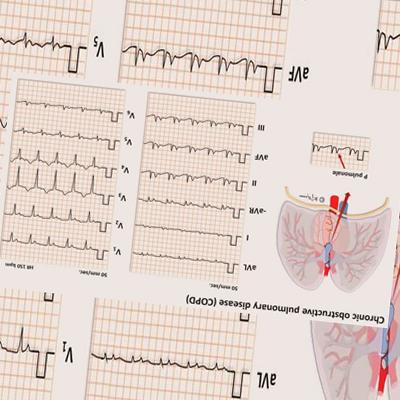 Chronic obstructive pulmonary disease (COPD)
P pulmonale
50 mm/sec.
aVL
I
-aVR
II
aVF
III
50 mm/sec.
HR 150 bpm
V1
V2
V3
V4
V5
V6
aVL
V1
aVF
V5